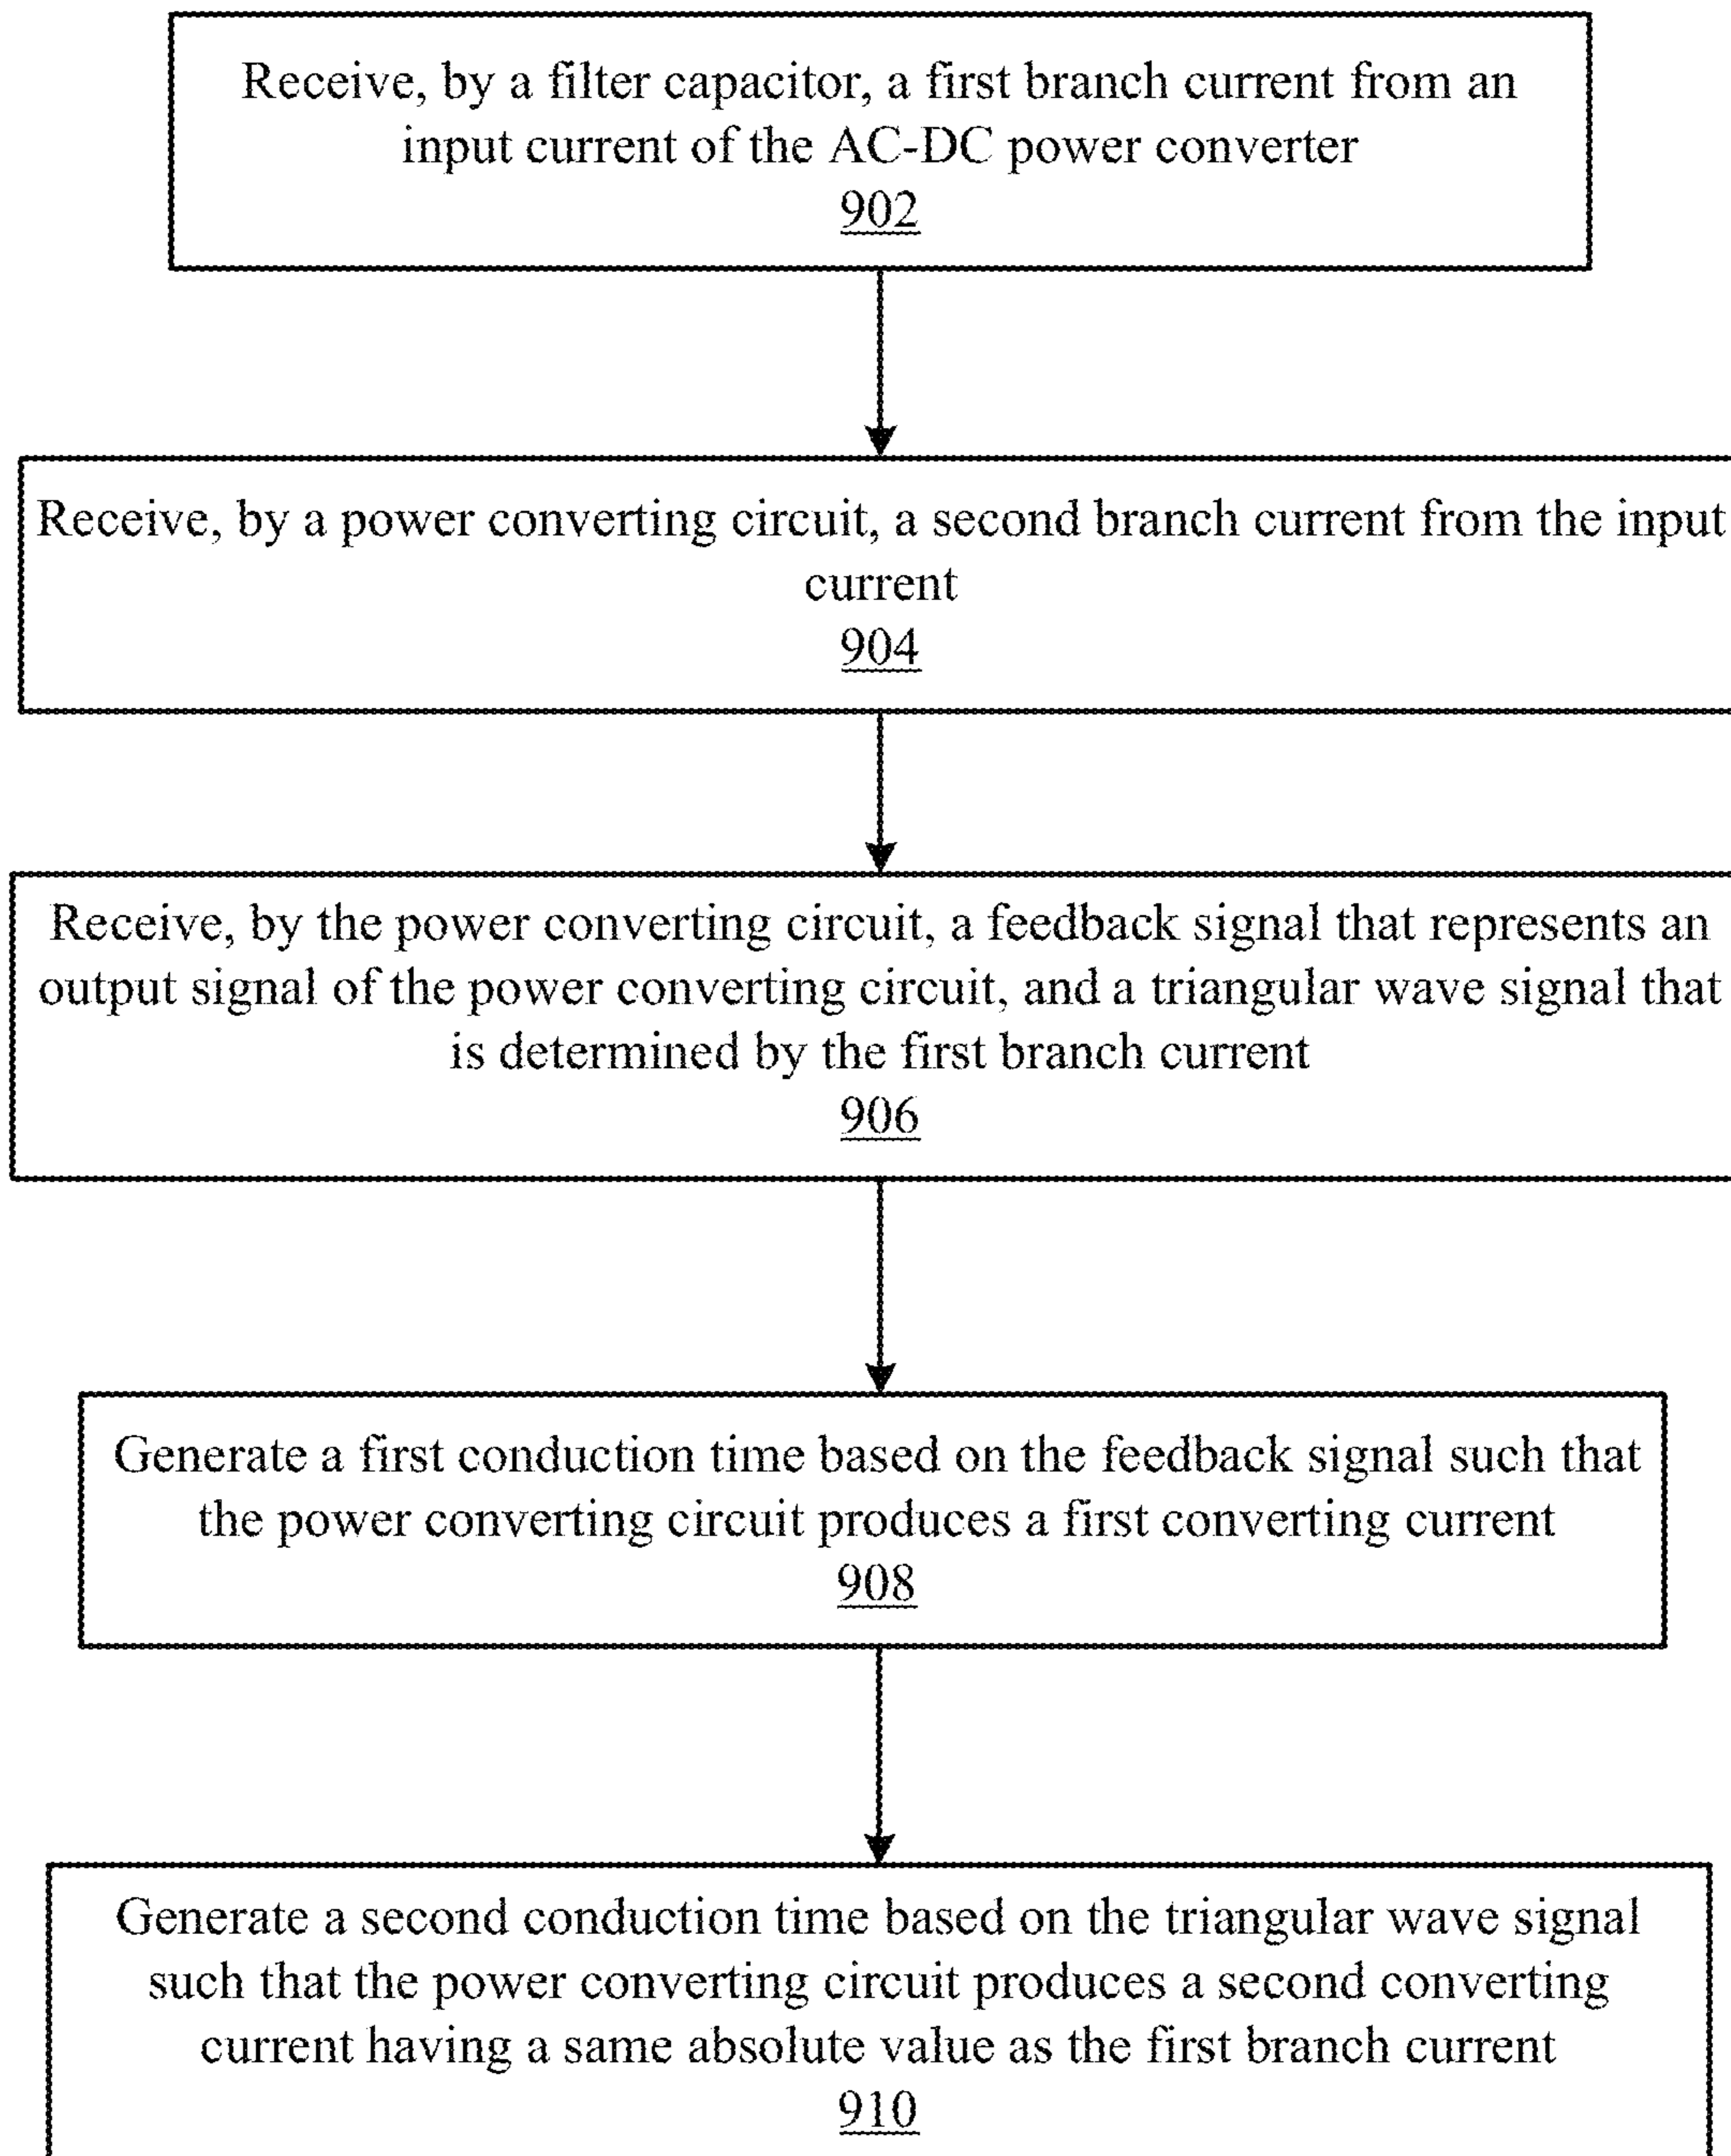 Receive, by a filter capacitor, a first branch current from an
input current of the AC-DC power converter
902
Receive, by a power converting circuit, a second branch current from the input
current
904
Receive, by the power converting circuit, a feedback signal that represents an
output signal of the power converting circuit, and a triangular wave signal that
is determined by the first branch current
906
Generate a first conduction time based on the feedback signal such that
the power converting circuit produces a first converting current
908
Generate a second conduction time based on the triangular wave signal
such that the power converting circuit produces a second converting
current having a same absolute value as the first branch current
910